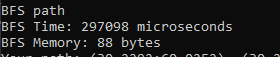 BFS path
BFS Time: 297098 microseconds
BFS Memory: 88 bytes